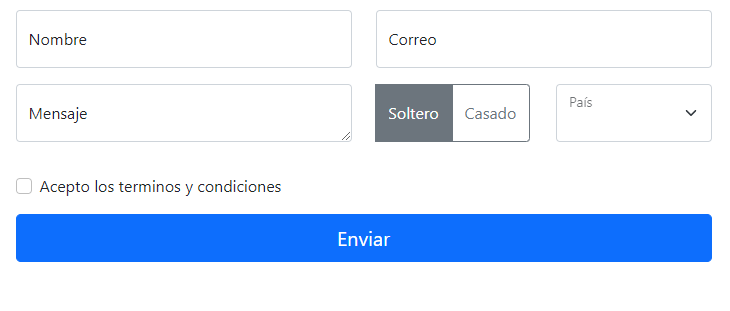 Nombre
Correo
Mensaje
Soltero
Casado
País
Acepto los terminos y condiciones
Enviar